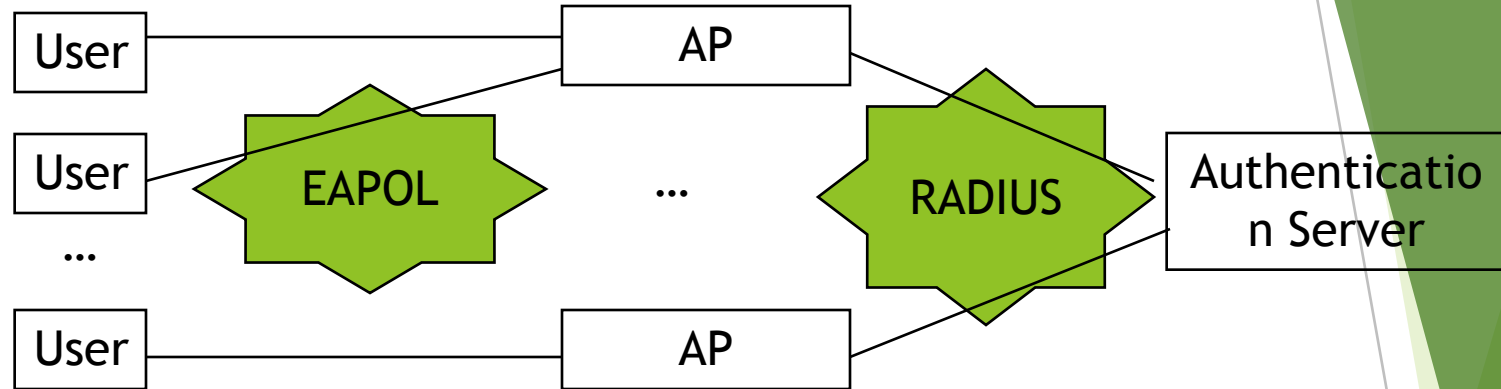 User
AP
User
EAPOL
...
RADIUS
Authenticatio
n Server
...
User
AP